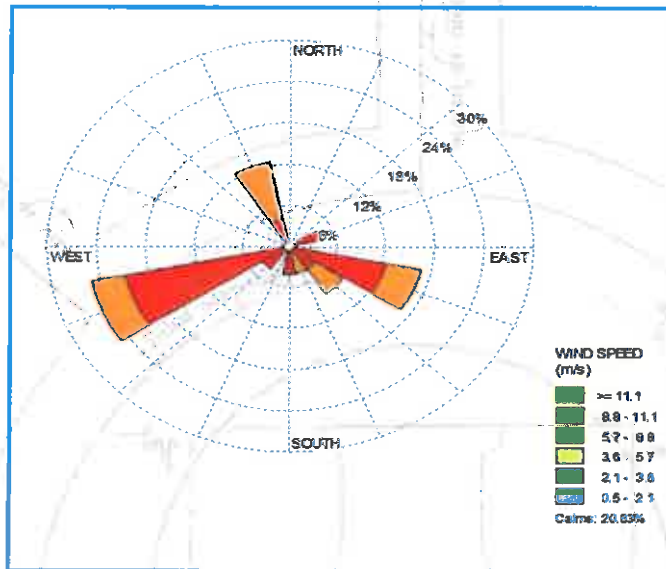 NORTH
30%
24%
18%
12%
6%
WEST
EAST
SOUTH
WIND SPEED
(m/s)
>= 11.1
8.8 - 11.1
5.7 - 8.8
3.6 - 5.7
2.1 - 3.6
0.5 - 2.1
Calms: 20.83%